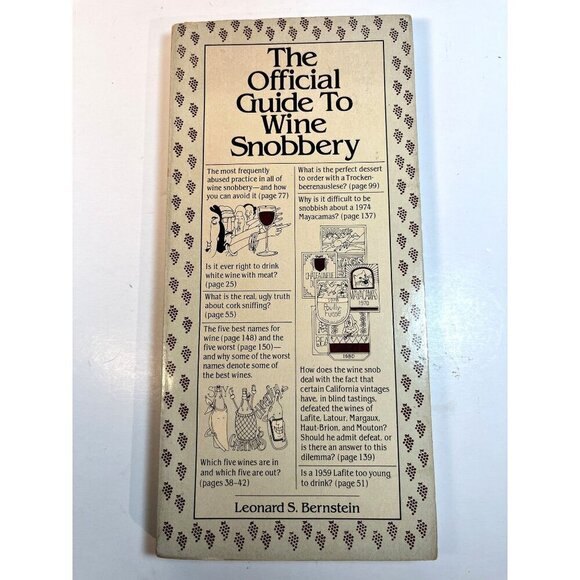 The
Official
Guide To
Wine
Snobbery
The most frequently
abused practice in all of
wine snobbery—and how
you can avoid it (page 77)
Is it ever right to drink
white wine with meat?
(page 25)
What is the real, ugly truth
about cork sniffing?
(page 55)
The five best names for
wine (page 148) and the
five worst (page 150)—
and why some of the worst
names denote some of
the best wines.
Which five wines are in
and which five are out?
(pages 38–42)
What is the perfect dessert
to order with a Trocken-
beerenauslese? (page 99)
Why is it difficult to be
snobbish about a 1974
Mayacamas? (page 137)
1970
1980
How does the wine snob
deal with the fact that
certain California vintages
have, in blind tastings,
defeated the wines of
Lafite, Latour, Margaux,
Haut-Brion, and Mouton?
Should he admit defeat, or
is there an answer to this
dilemma? (page 139)
Is a 1959 Lafite too young
to drink? (page 51)
Leonard S. Bernstein